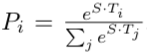 P_i = \frac{e^{S \cdot T_i}}{\sum_j e^{S \cdot T_j}}